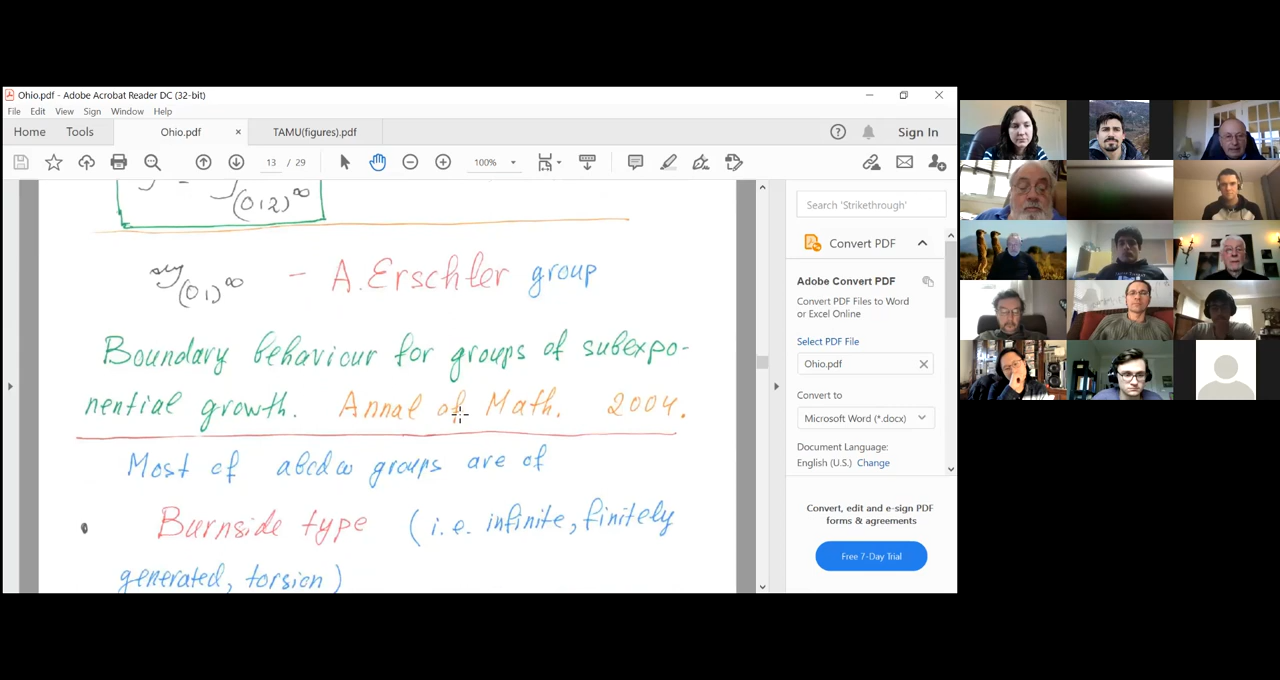 Ohio.pdf - Adobe Acrobat Reader DC (32-bit)
File Edit View Sign Window Help
Home Tools Ohio.pdf × TAMU(figures).pdf Sign In
13 / 29 100%
(012)^∞
(01)^∞ - A. Erschler group
Boundary behaviour for groups of subexpo-
nential growth. Annal of Math. 2004.
Most of abcdω groups are of
Burnside type (i.e. infinite, finitely
generated, torsion)
Search 'Strikethrough'
Convert PDF
Adobe Convert PDF
Convert PDF Files to Word
or Excel Online
Select PDF File
Ohio.pdf
Convert to
Microsoft Word (*.docx)
Document Language:
English (U.S.) Change
Convert, edit and e-sign PDF
forms & agreements
Free 7-Day Trial